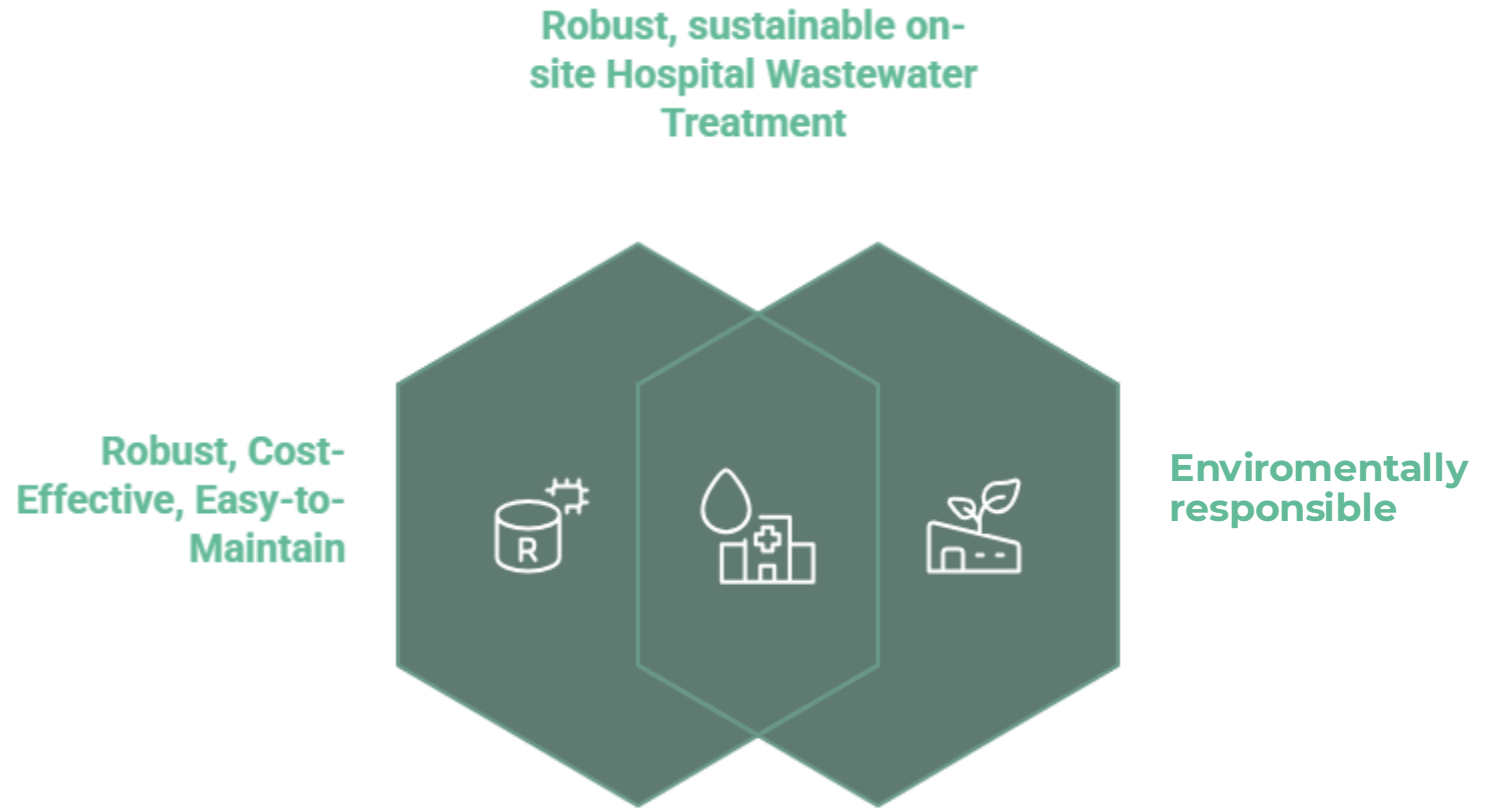 Robust, sustainable on-
site Hospital Wastewater
Treatment
Robust, Cost-
Effective, Easy-to-
Maintain
R
Enviromentally
responsible